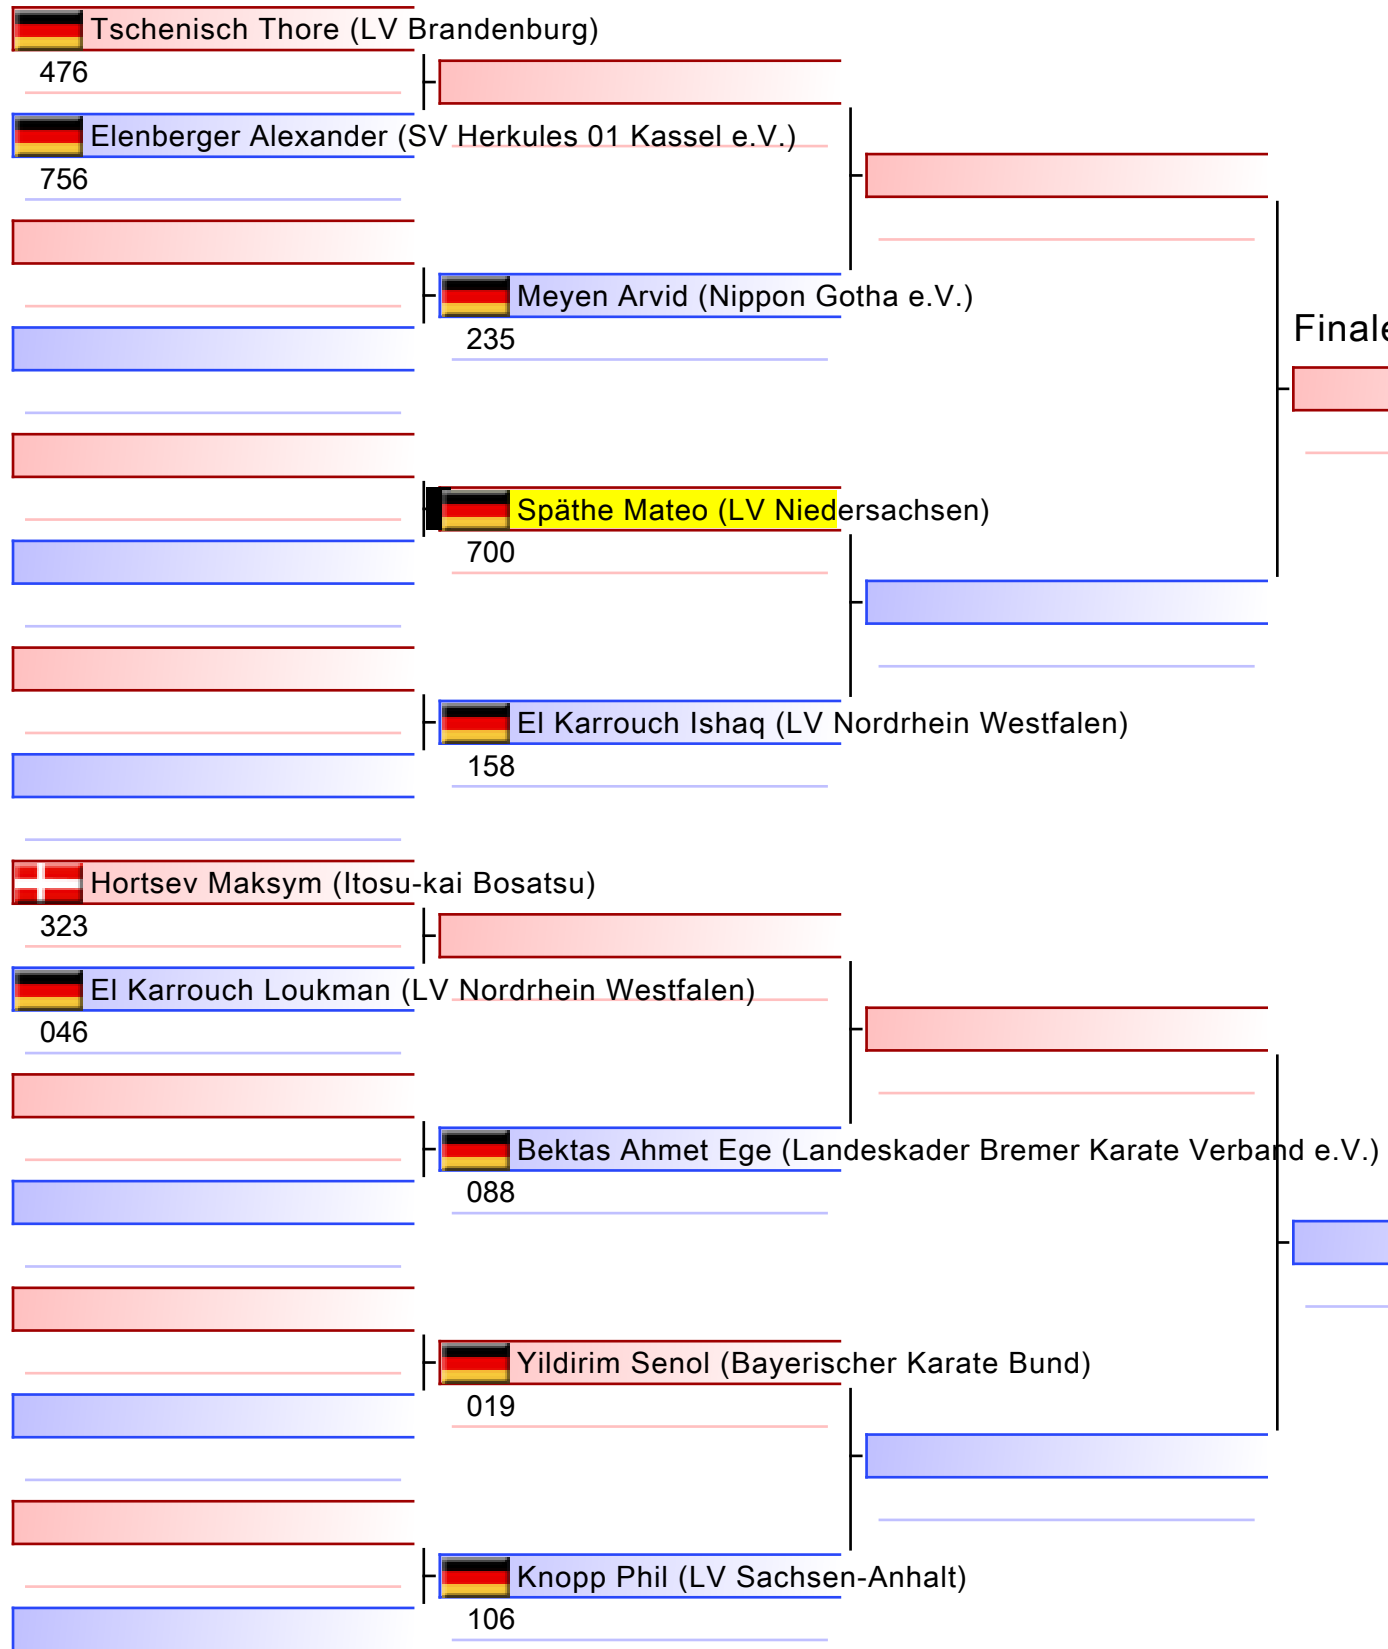 Tschenisch Thore (LV Brandenburg)
476
Elenberger Alexander (SV Herkules 01 Kassel e.V.)
756
Meyen Arvid (Nippon Gotha e.V.)
235
Finale
Späthe Mateo (LV Niedersachsen)
700
El Karrouch Ishaq (LV Nordrhein Westfalen)
158
Hortsev Maksym (Itosu-kai Bosatsu)
323
El Karrouch Loukman (LV Nordrhein Westfalen)
046
Bektas Ahmet Ege (Landeskader Bremer Karate Verband e.V.)
088
Yildirim Senol (Bayerischer Karate Bund)
019
Knopp Phil (LV Sachsen-Anhalt)
106